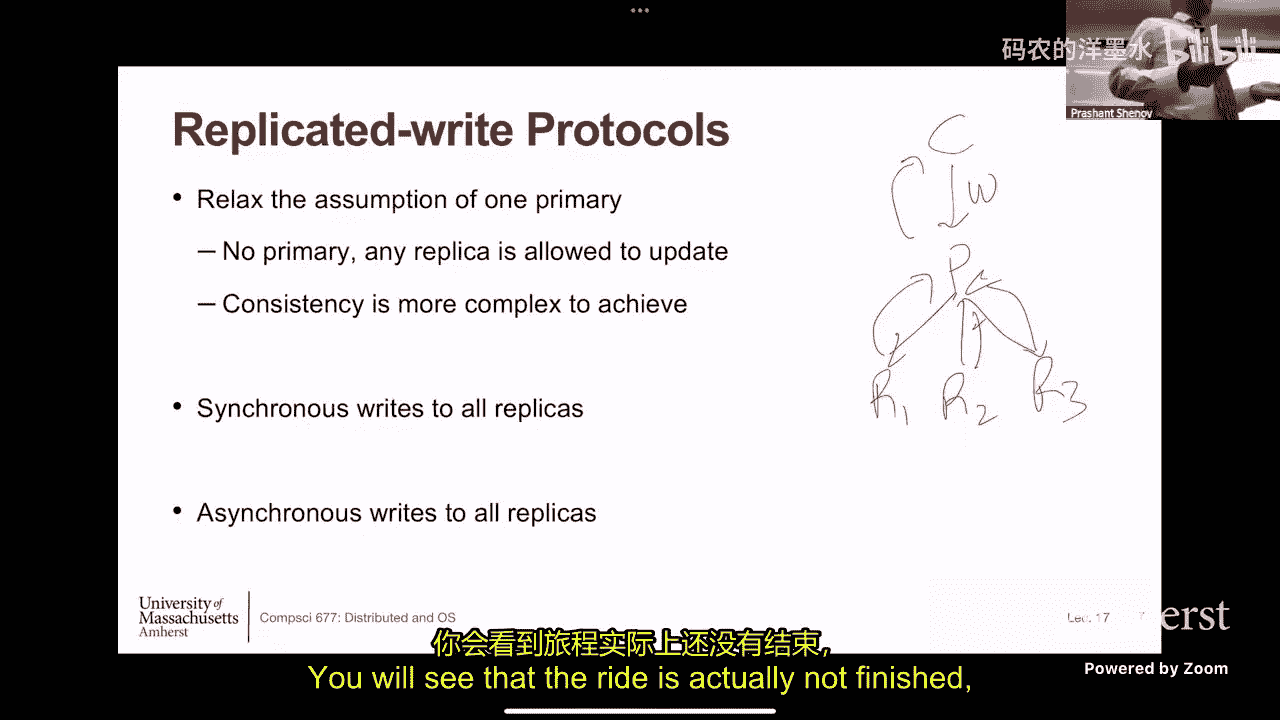 码农的洋墨水 bilibili
Prashant Shenoy
Replicated-write Protocols
• Relax the assumption of one primary
– No primary, any replica is allowed to update
– Consistency is more complex to achieve
• Synchronous writes to all replicas
• Asynchronous writes to all replicas
C
W
P
R1 R2 R3
University of
Massachusetts
Amherst
Compsci 677: Distributed and OS
Lec. 17
你会看到旅程实际上还没有结束,
You will see that the ride is actually not finished,
Powered by Zoom